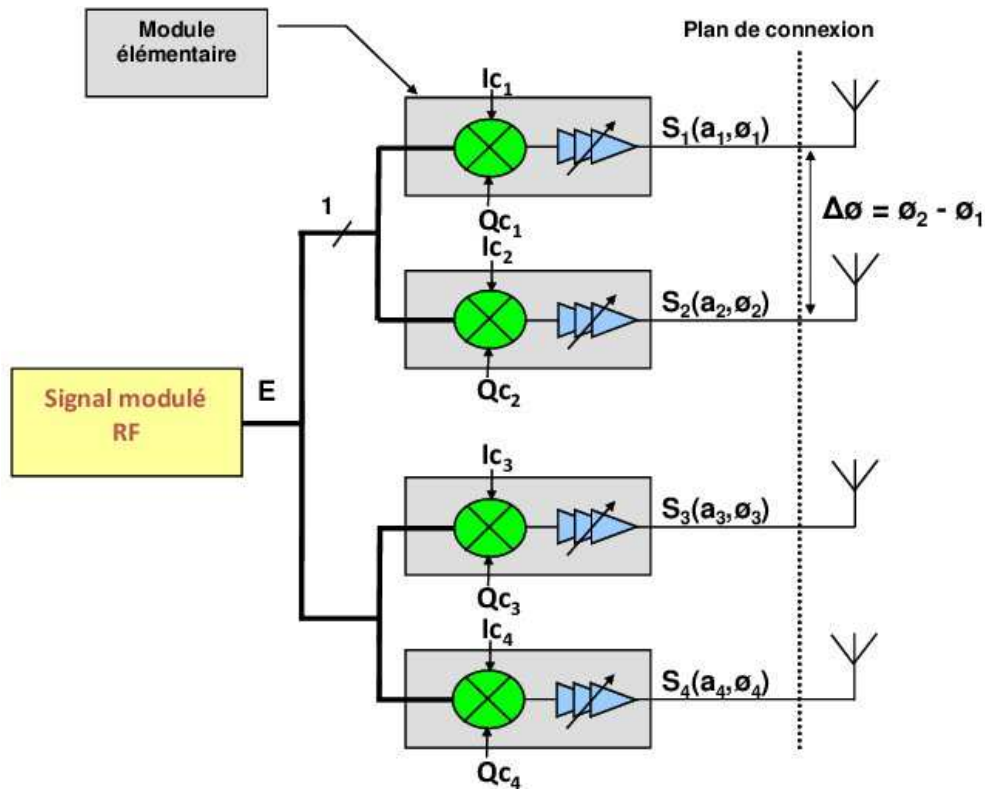 Module
élémentaire
Plan de connexion
Ic₁
S₁(a₁,ø₁)
Qc₁
1
Δø = ø₂ - ø₁
Ic₂
S₂(a₂,ø₂)
Qc₂
Signal modulé
RF
E
Ic₃
S₃(a₃,ø₃)
Qc₃
Ic₄
S₄(a₄,ø₄)
Qc₄